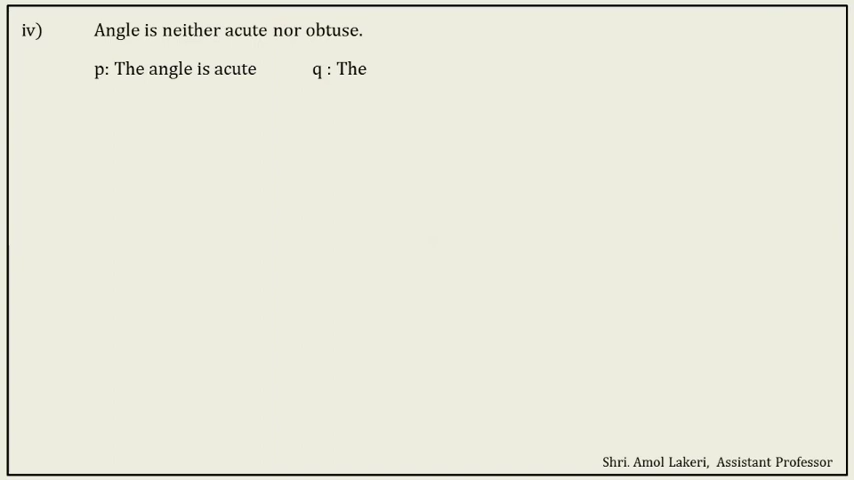 iv) Angle is neither acute nor obtuse.
p: The angle is acute q : The
Shri. Amol Lakeri, Assistant Professor